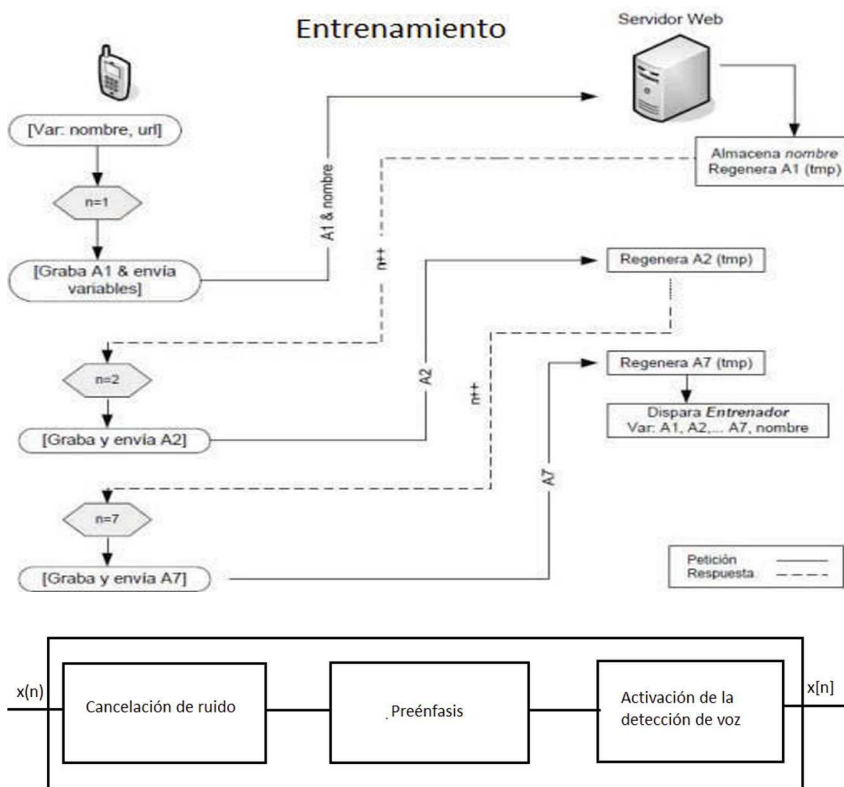 Entrenamiento
Servidor Web
[Var: nombre, url]
n=1
[Graba A1 & envía
variables]
A1 & nombre
Almacena nombre
Regenera A1 (tmp)
n++
n=2
[Graba y envía A2]
A2
Regenera A2 (tmp)
n++
n=7
[Graba y envía A7]
A7
Regenera A7 (tmp)
Dispara Entrenador
Var: A1, A2,... A7, nombre
Petición
Respuesta
x(n)
Cancelación de ruido
.Preénfasis
Activación de la
detección de voz
x[n]